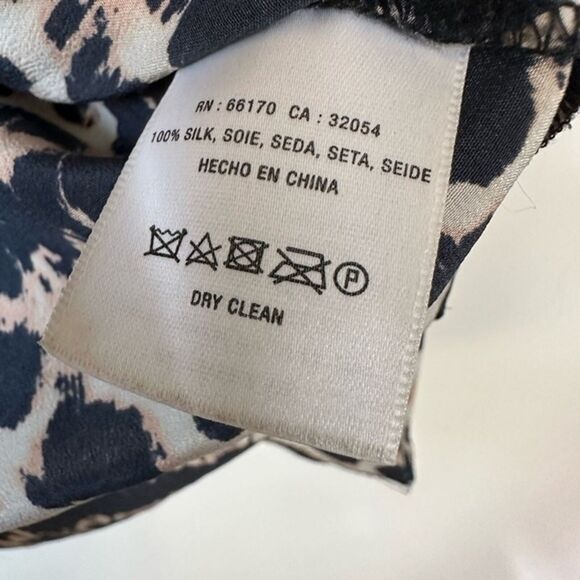 RN : 66170 CA : 32054
100% SILK, SOIE, SEDA, SETA, SEIDE
HECHO EN CHINA
P
DRY CLEAN